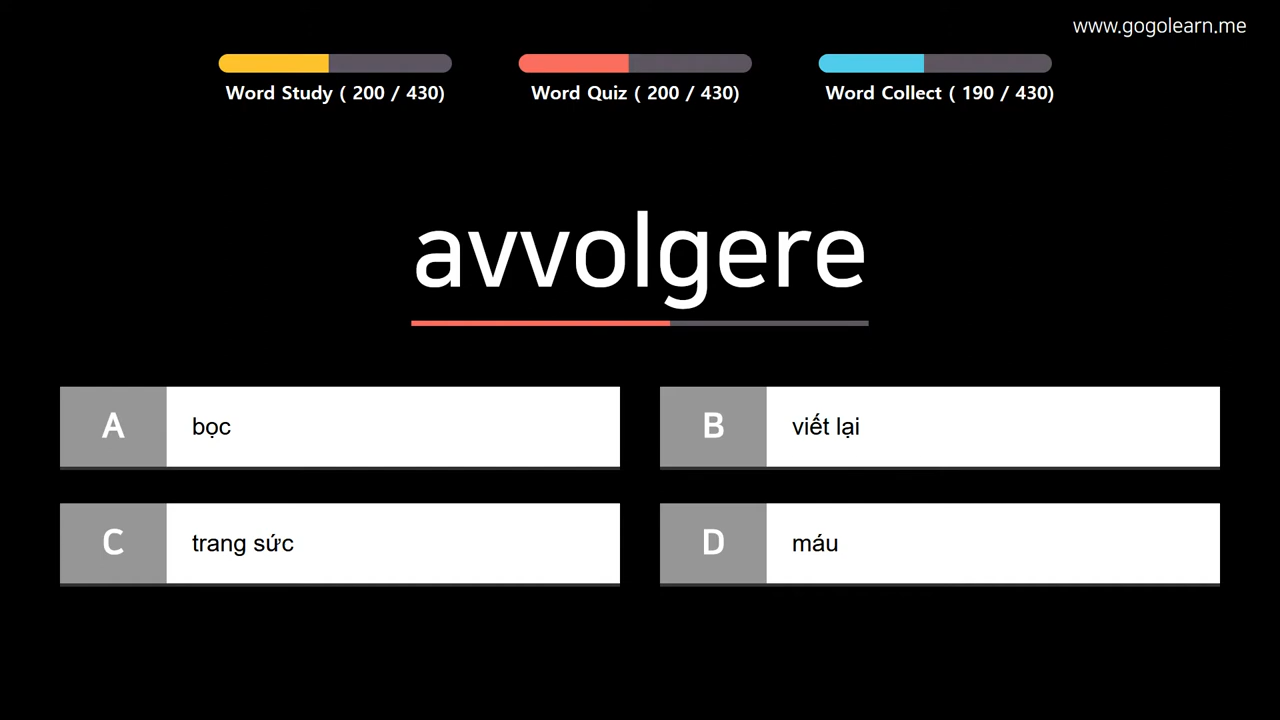 www.gogolearn.me
Word Study ( 200 / 430)
Word Quiz ( 200 / 430)
Word Collect ( 190 / 430)
avvolgere
A bọc
B viết lại
C trang sức
D máu